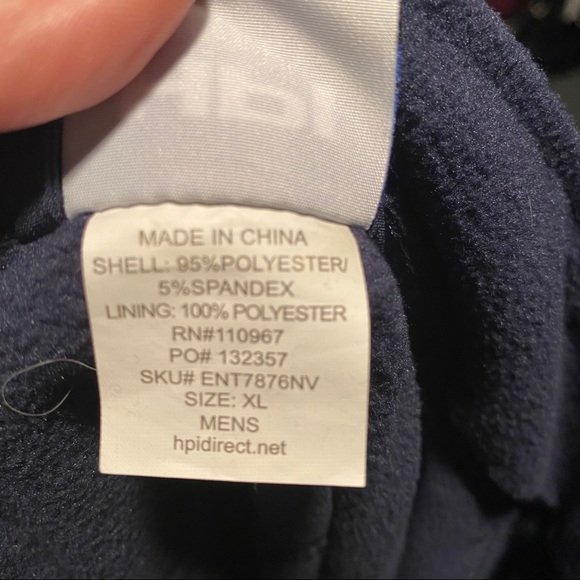 MADE IN CHINA
SHELL: 95%POLYESTER/
5%SPANDEX
LINING: 100% POLYESTER
RN#110967
PO# 132357
SKU# ENT7876NV
SIZE: XL
MENS
hpidirect.net